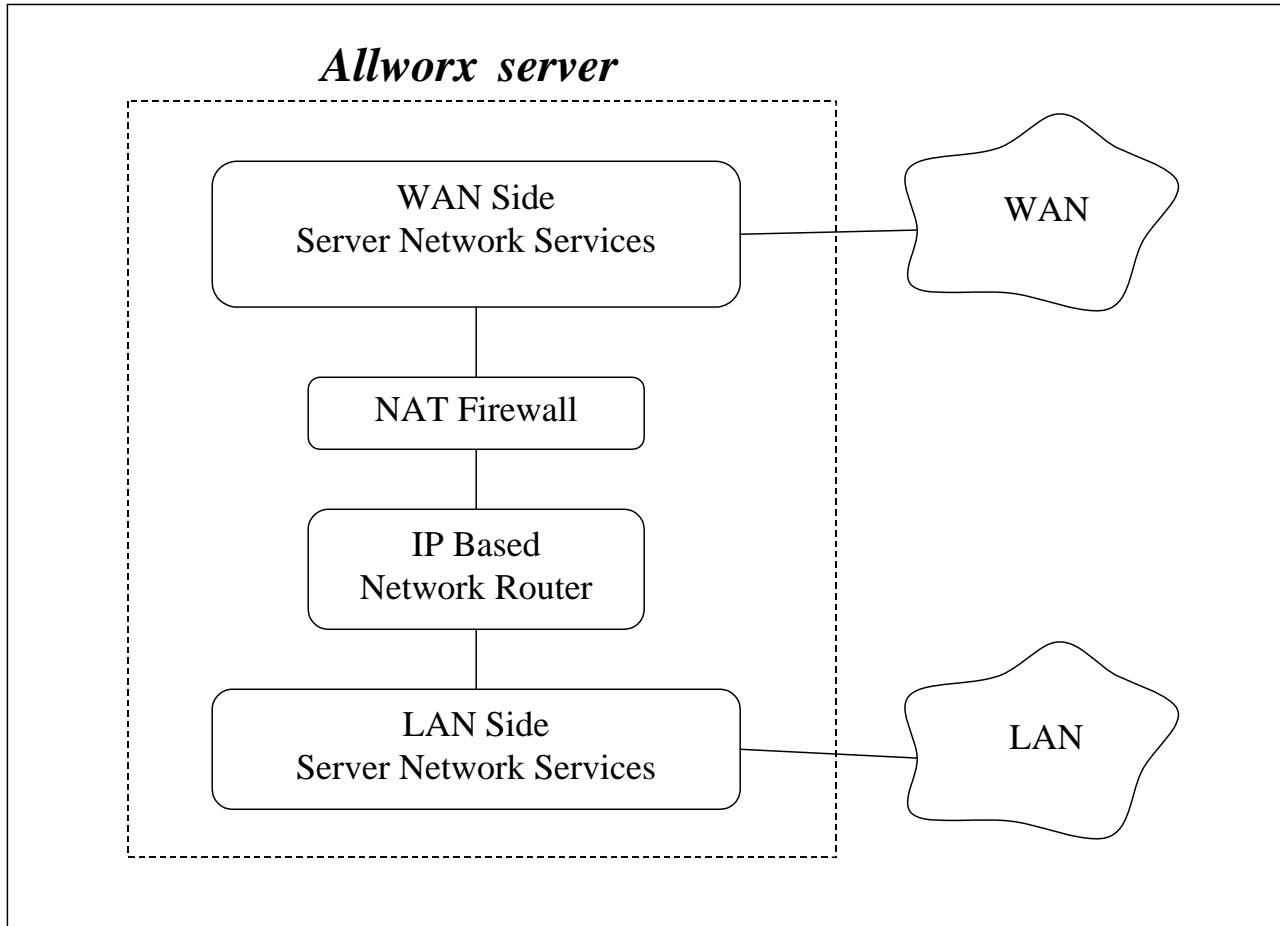 Allworx server
WAN Side
Server Network Services
WAN
NAT Firewall
IP Based
Network Router
LAN Side
Server Network Services
LAN